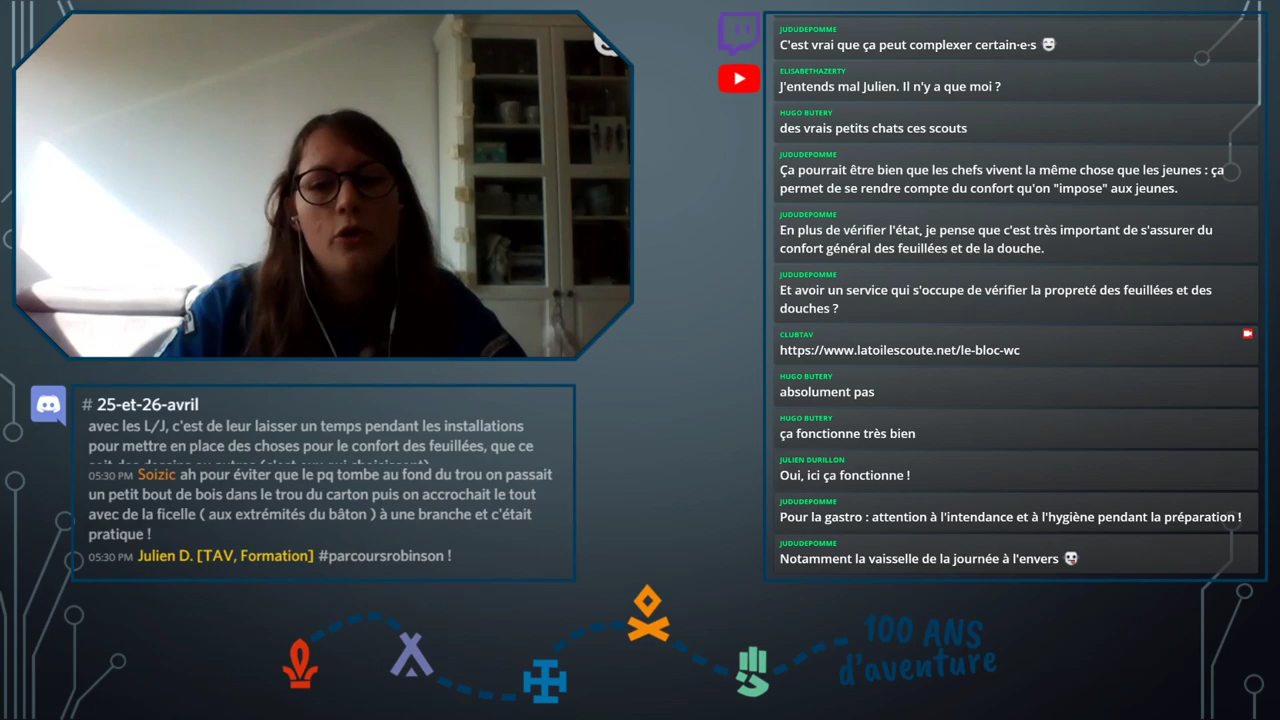 # 25-et-26-avril
avec les L/J, c'est de leur laisser un temps pendant les installations
pour mettre en place des choses pour le confort des feuillées, que ce
soit des dessins ou autres (c'est eux qui choisissent)
05:30 PM Soizic ah pour éviter que le pq tombe au fond du trou on passait
un petit bout de bois dans le trou du carton puis on accrochait le tout
avec de la ficelle ( aux extrémités du bâton ) à une branche et c'était
pratique !
05:30 PM Julien D. [TAV, Formation] #parcoursrobinson !
JUDUDEPOMME
C'est vrai que ça peut complexer certain·e·s
ELISABETHAZERTY
J'entends mal Julien. Il n'y a que moi ?
HUGO BUTERY
des vrais petits chats ces scouts
JUDUDEPOMME
Ça pourrait être bien que les chefs vivent la même chose que les jeunes : ça
permet de se rendre compte du confort qu'on "impose" aux jeunes.
JUDUDEPOMME
En plus de vérifier l'état, je pense que c'est très important de s'assurer du
confort général des feuillées et de la douche.
JUDUDEPOMME
Et avoir un service qui s'occupe de vérifier la propreté des feuillées et des
douches ?
CLUBTAV
https://www.latoilescoute.net/le-bloc-wc
HUGO BUTERY
absolument pas
HUGO BUTERY
ça fonctionne très bien
JULIEN DURILLON
Oui, ici ça fonctionne !
JUDUDEPOMME
Pour la gastro : attention à l'intendance et à l'hygiène pendant la préparation !
JUDUDEPOMME
Notamment la vaisselle de la journée à l'envers
100 ANS
d'aventure